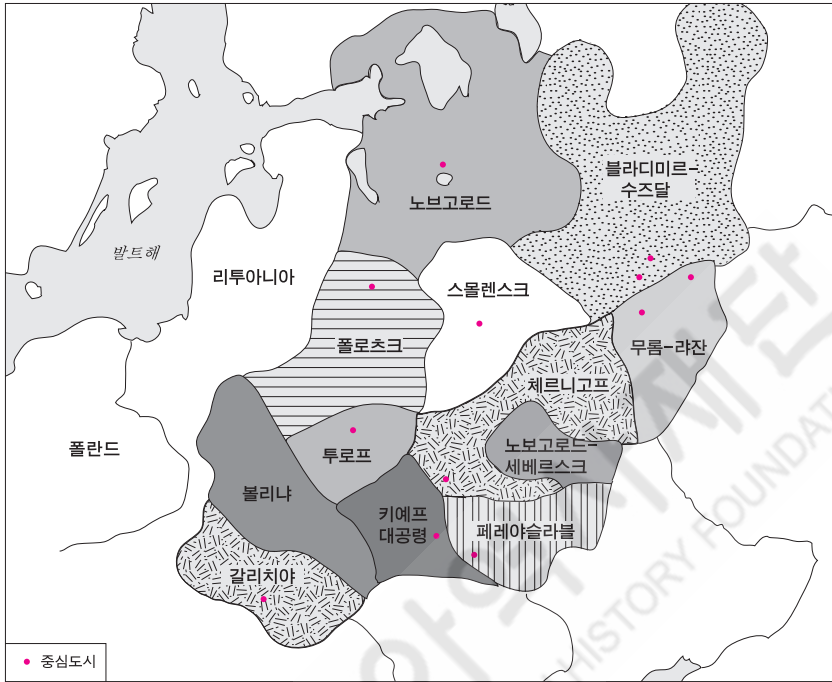 블라디미르–
수즈달
노브고로드
발트해
리투아니아
스몰렌스크
폴로츠크
무롬–랴잔
체르니고프
폴란드
투로프
노보고로드–
세베르스크
볼리냐
키예프
대공령
페레야슬라블
갈리치야
중심도시
HISTORY FOUNDATI